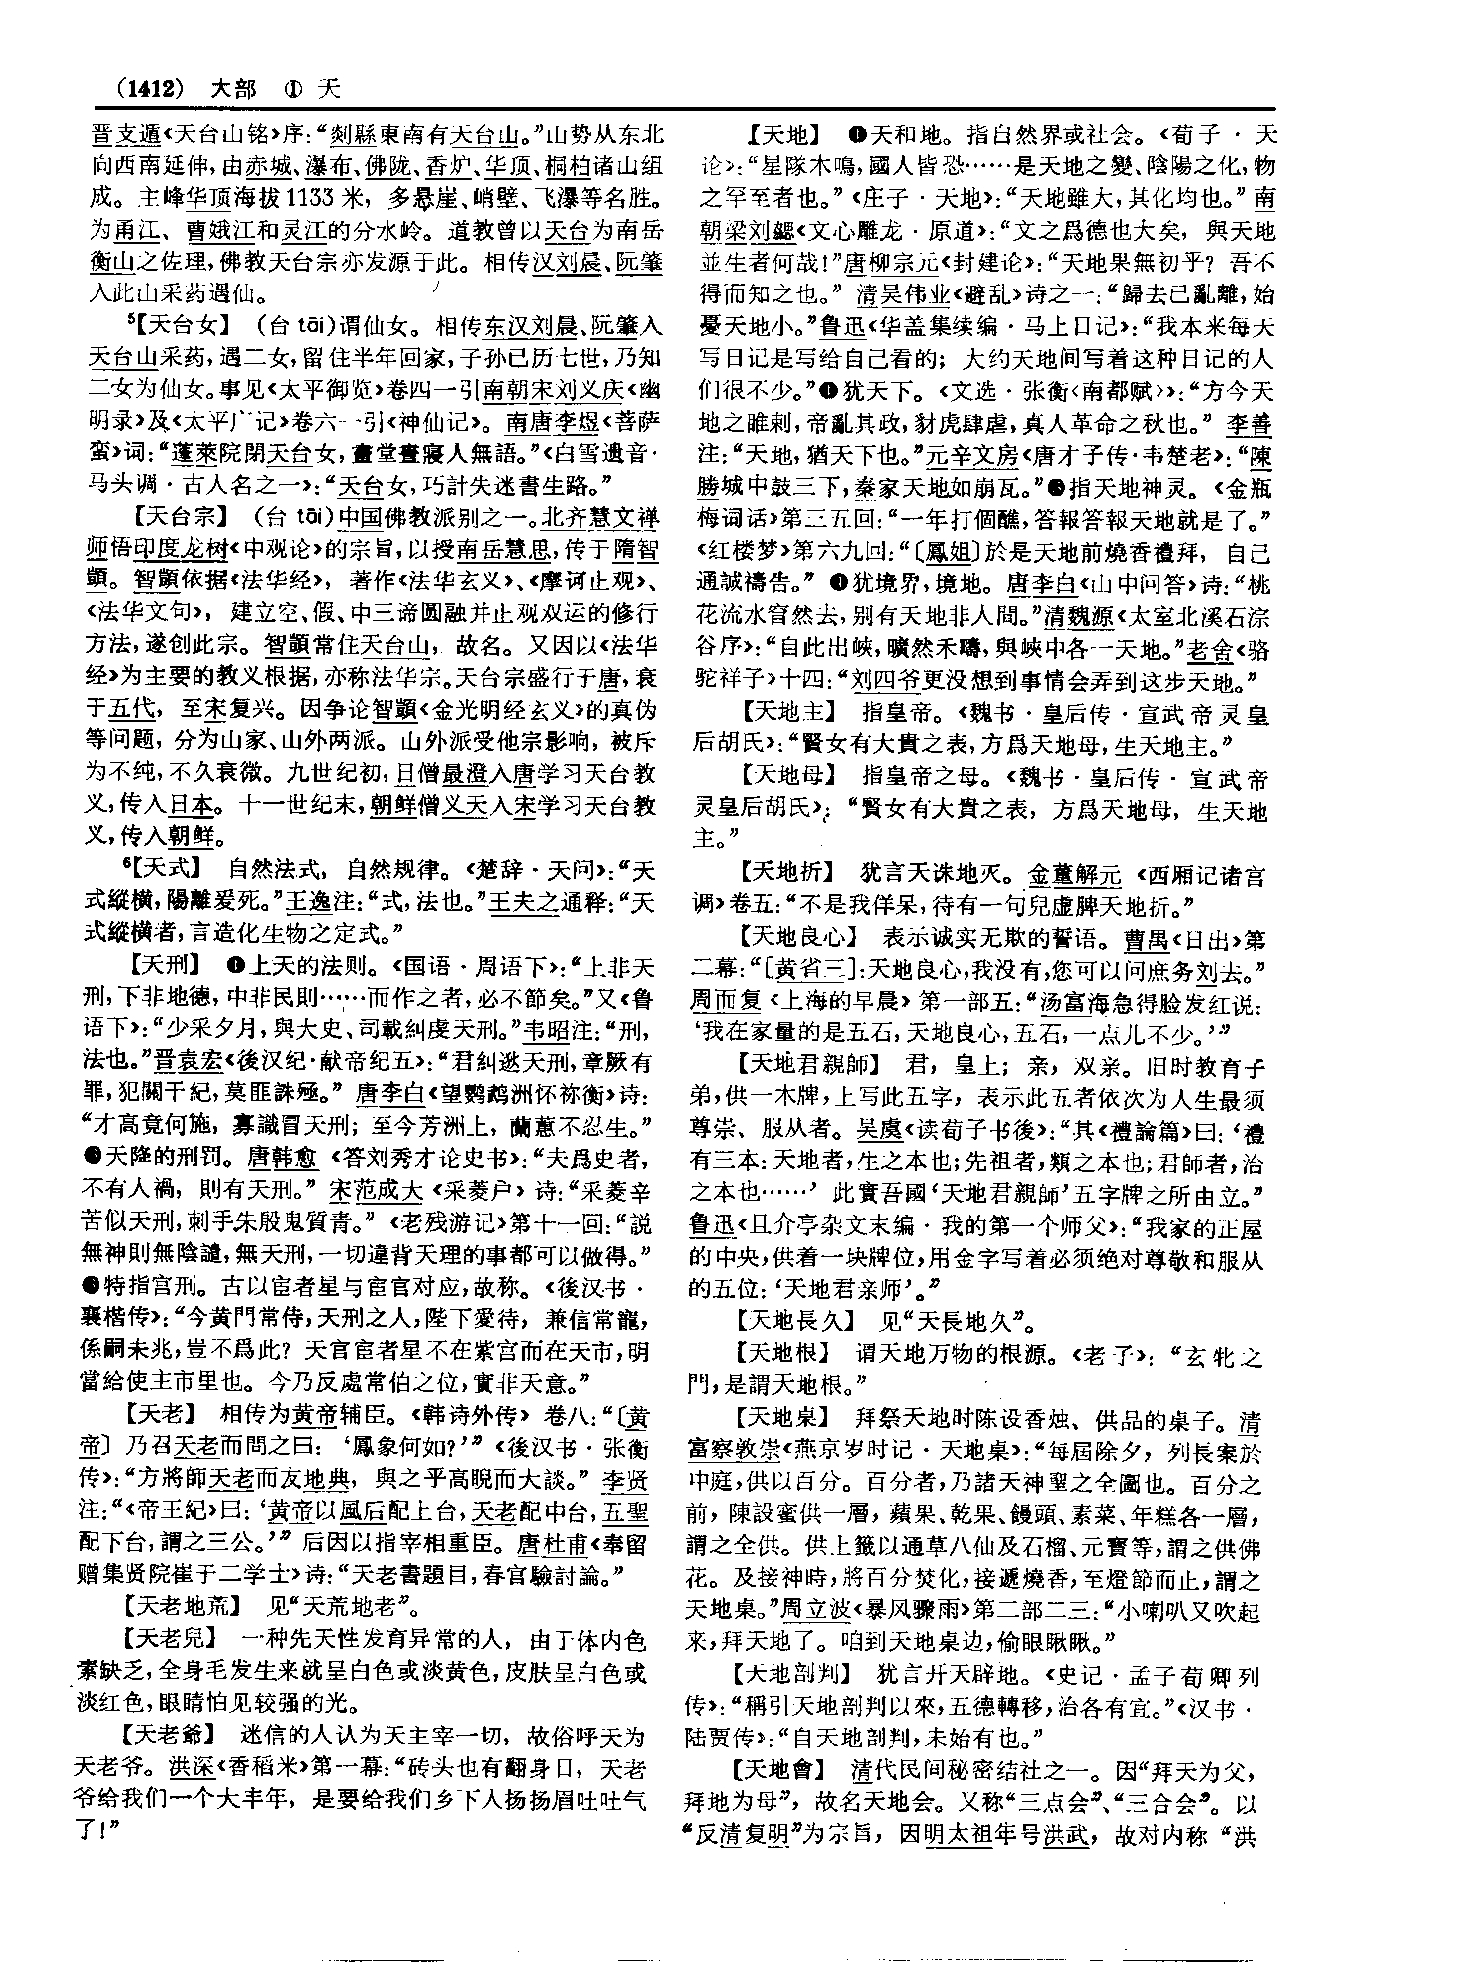 （1412） 大部 ① 天
晋支遁《天台山铭》序：“剡縣東南有天台山。”山势从东北
向西南延伸，由赤城、瀑布、佛陇、香炉、华顶、桐柏诸山组
成。主峰华顶海拔1133米，多悬崖、峭壁、飞瀑等名胜。
为甬江、曹娥江和灵江的分水岭。道教曾以天台为南岳
衡山之佐理，佛教天台宗亦发源于此。相传汉刘晨、阮肇
入此山采药遇仙。
5【天台女】 （台 tāi）谓仙女。相传东汉刘晨、阮肇入
天台山采药，遇二女，留住半年回家，子孙已历七世，乃知
二女为仙女。事见《太平御览》卷四一引南朝宋刘义庆《幽
明录》及《太平广记》卷六一引《神仙记》。南唐李煜《菩萨
蛮》词：“蓬萊院閉天台女，畫堂晝寢人無語。”《白雪遗音·
马头调·古人名之一》：“天台女，巧計失迷書生路。”
【天台宗】 （台 tāi）中国佛教派别之一。北齐慧文禅
师悟印度龙树《中观论》的宗旨，以授南岳慧思，传于隋智
顗。智顗依据《法华经》，著作《法华玄义》、《摩诃止观》、
《法华文句》，建立空、假、中三谛圆融并止观双运的修行
方法，遂创此宗。智顗常住天台山，故名。又因以《法华
经》为主要的教义根据，亦称法华宗。天台宗盛行于唐，衰
于五代，至宋复兴。因争论智顗《金光明经玄义》的真伪
等问题，分为山家、山外两派。山外派受他宗影响，被斥
为不纯，不久衰微。九世纪初，日僧最澄入唐学习天台教
义，传入日本。十一世纪末，朝鲜僧义天入宋学习天台教
义，传入朝鲜。
6【天式】 自然法式，自然规律。《楚辞·天问》：“天
式縱横，陽離爰死。”王逸注：“式，法也。”王夫之通释：“天
式縱横者，言造化生物之定式。”
【天刑】 ❶上天的法则。《国语·周语下》：“上非天
刑，下非地德，中非民則……而作之者，必不節矣。”又《鲁
语下》：“少采夕月，與大史、司載糾虔天刑。”韦昭注：“刑，
法也。”晋袁宏《後汉纪·献帝纪五》：“君糾逖天刑，章厥有
罪，犯關干紀，莫匪誅殛。”唐李白《望鹦鹉洲怀祢衡》诗：
“才高竟何施，寡識冒天刑；至今芳洲上，蘭蕙不忍生。”
❷天降的刑罚。唐韩愈《答刘秀才论史书》：“夫爲史者，
不有人禍，則有天刑。”宋范成大《采菱户》诗：“采菱辛
苦似天刑，刺手朱殷鬼質青。”《老残游记》第十一回：“説
無神則無陰譴，無天刑，一切違背天理的事都可以做得。”
❸特指宫刑。古以宦者星与宦官对应，故称。《後汉书·
襄楷传》：“今黄門常侍，天刑之人，陛下愛待，兼倍常寵，
係嗣未兆，豈不爲此？天官宦者星不在紫宫而在天市，明
當給使主市里也。今乃反處常伯之位，實非天意。”
【天老】 相传为黄帝辅臣。《韩诗外传》卷八：“〔黄
帝〕乃召天老而問之曰：‘鳳象何如？’”《後汉书·张衡
传》：“方將師天老而友地典，與之乎高睨而大談。”李贤
注：“《帝王紀》曰：‘黄帝以風后配上台，天老配中台，五聖
配下台，謂之三公。’”后因以指宰相重臣。唐杜甫《奉留
赠集贤院崔于二学士》诗：“天老書題目，春官驗討論。”
【天老地荒】 见“天荒地老”。
【天老兒】 一种先天性发育异常的人，由于体内色
素缺乏，全身毛发生来就呈白色或淡黄色，皮肤呈白色或
淡红色，眼睛怕见较强的光。
【天老爺】 迷信的人认为天主宰一切，故俗呼天为
天老爷。洪深《香稻米》第一幕：“砖头也有翻身日，天老
爷给我们一个大丰年，是要给我们乡下人扬扬眉吐吐气
了！”
【天地】 ❶天和地。指自然界或社会。《荀子·天
论》：“星隊木鳴，國人皆恐……是天地之變、陰陽之化，物
之罕至者也。”《庄子·天地》：“天地雖大，其化均也。”南
朝梁刘勰《文心雕龙·原道》：“文之爲德也大矣，與天地
並生者何哉！”唐柳宗元《封建论》：“天地果無初乎？吾不
得而知之也。”清吴伟业《避乱》诗之一：“歸去已亂離，始
憂天地小。”鲁迅《华盖集续编·马上日记》：“我本来每天
写日记是写给自己看的；大约天地间写着这种日记的人
们很不少。”❷犹天下。《文选·张衡〈南都赋〉》：“方今天
地之睢剌，帝亂其政，豺虎肆虐，真人革命之秋也。”李善
注：“天地，猶天下也。”元辛文房《唐才子传·韦楚老》：“陳
勝城中鼓三下，秦家天地如崩瓦。”❸指天地神灵。《金瓶
梅词话》第三五回：“一年打個醮，答報答報天地就是了。”
《红楼梦》第六九回：“〔鳳姐〕於是天地前燒香禮拜，自己
通誠禱告。”❹犹境界，境地。唐李白《山中问答》诗：“桃
花流水窅然去，别有天地非人間。”清魏源《太室北溪石淙
谷序》：“自此出峽，曠然禾疇，與峽中各一天地。”老舍《骆
驼祥子》十四：“刘四爷更没想到事情会弄到这步天地。”
【天地主】 指皇帝。《魏书·皇后传·宣武帝灵皇
后胡氏》：“賢女有大貴之表，方爲天地母，生天地主。”
【天地母】 指皇帝之母。《魏书·皇后传·宣武帝
灵皇后胡氏》：“賢女有大貴之表，方爲天地母，生天地
主。”
【天地折】 犹言天诛地灭。金董解元《西厢记诸宫
调》卷五：“不是我佯呆，待有一句兒虚脾天地折。”
【天地良心】 表示诚实无欺的誓语。曹禺《日出》第
二幕：“〔黄省三〕：天地良心，我没有，您可以问庶务刘去。”
周而复《上海的早晨》第一部五：“汤富海急得脸发红说：
‘我在家量的是五石，天地良心，五石，一点儿不少。’”
【天地君親師】 君，皇上；亲，双亲。旧时教育子
弟，供一木牌，上写此五字，表示此五者依次为人生最须
尊崇、服从者。吴虞《读荀子书後》：“其《禮論篇》曰：‘禮
有三本：天地者，生之本也；先祖者，類之本也；君師者，治
之本也……’此實吾國‘天地君親師’五字牌之所由立。”
鲁迅《且介亭杂文末编·我的第一个师父》：“我家的正屋
的中央，供着一块牌位，用金字写着必须绝对尊敬和服从
的五位：‘天地君亲师’。”
【天地長久】 见“天長地久”。
【天地根】 谓天地万物的根源。《老子》：“玄牝之
門，是謂天地根。”
【天地桌】 拜祭天地时陈设香烛、供品的桌子。清
富察敦崇《燕京岁时记·天地桌》：“每屆除夕，列長案於
中庭，供以百分。百分者，乃諸天神聖之全圖也。百分之
前，陳設蜜供一層，蘋果、乾果、饅頭、素菜、年糕各一層，
謂之全供。供上籤以通草八仙及石榴、元寶等，謂之供佛
花。及接神時，將百分焚化，接遞燒香，至燈節而止，謂之
天地桌。”周立波《暴风骤雨》第二部二三：“小喇叭又吹起
来，拜天地了。咱到天地桌边，偷眼瞅瞅。”
【天地剖判】 犹言开天辟地。《史记·孟子荀卿列
传》：“稱引天地剖判以來，五德轉移，治各有宜。”《汉书·
陆贾传》：“自天地剖判，未始有也。”
【天地會】 清代民间秘密结社之一。因“拜天为父，
拜地为母”，故名天地会。又称“三点会”、“三合会”。以
“反清复明”为宗旨，因明太祖年号洪武，故对内称“洪